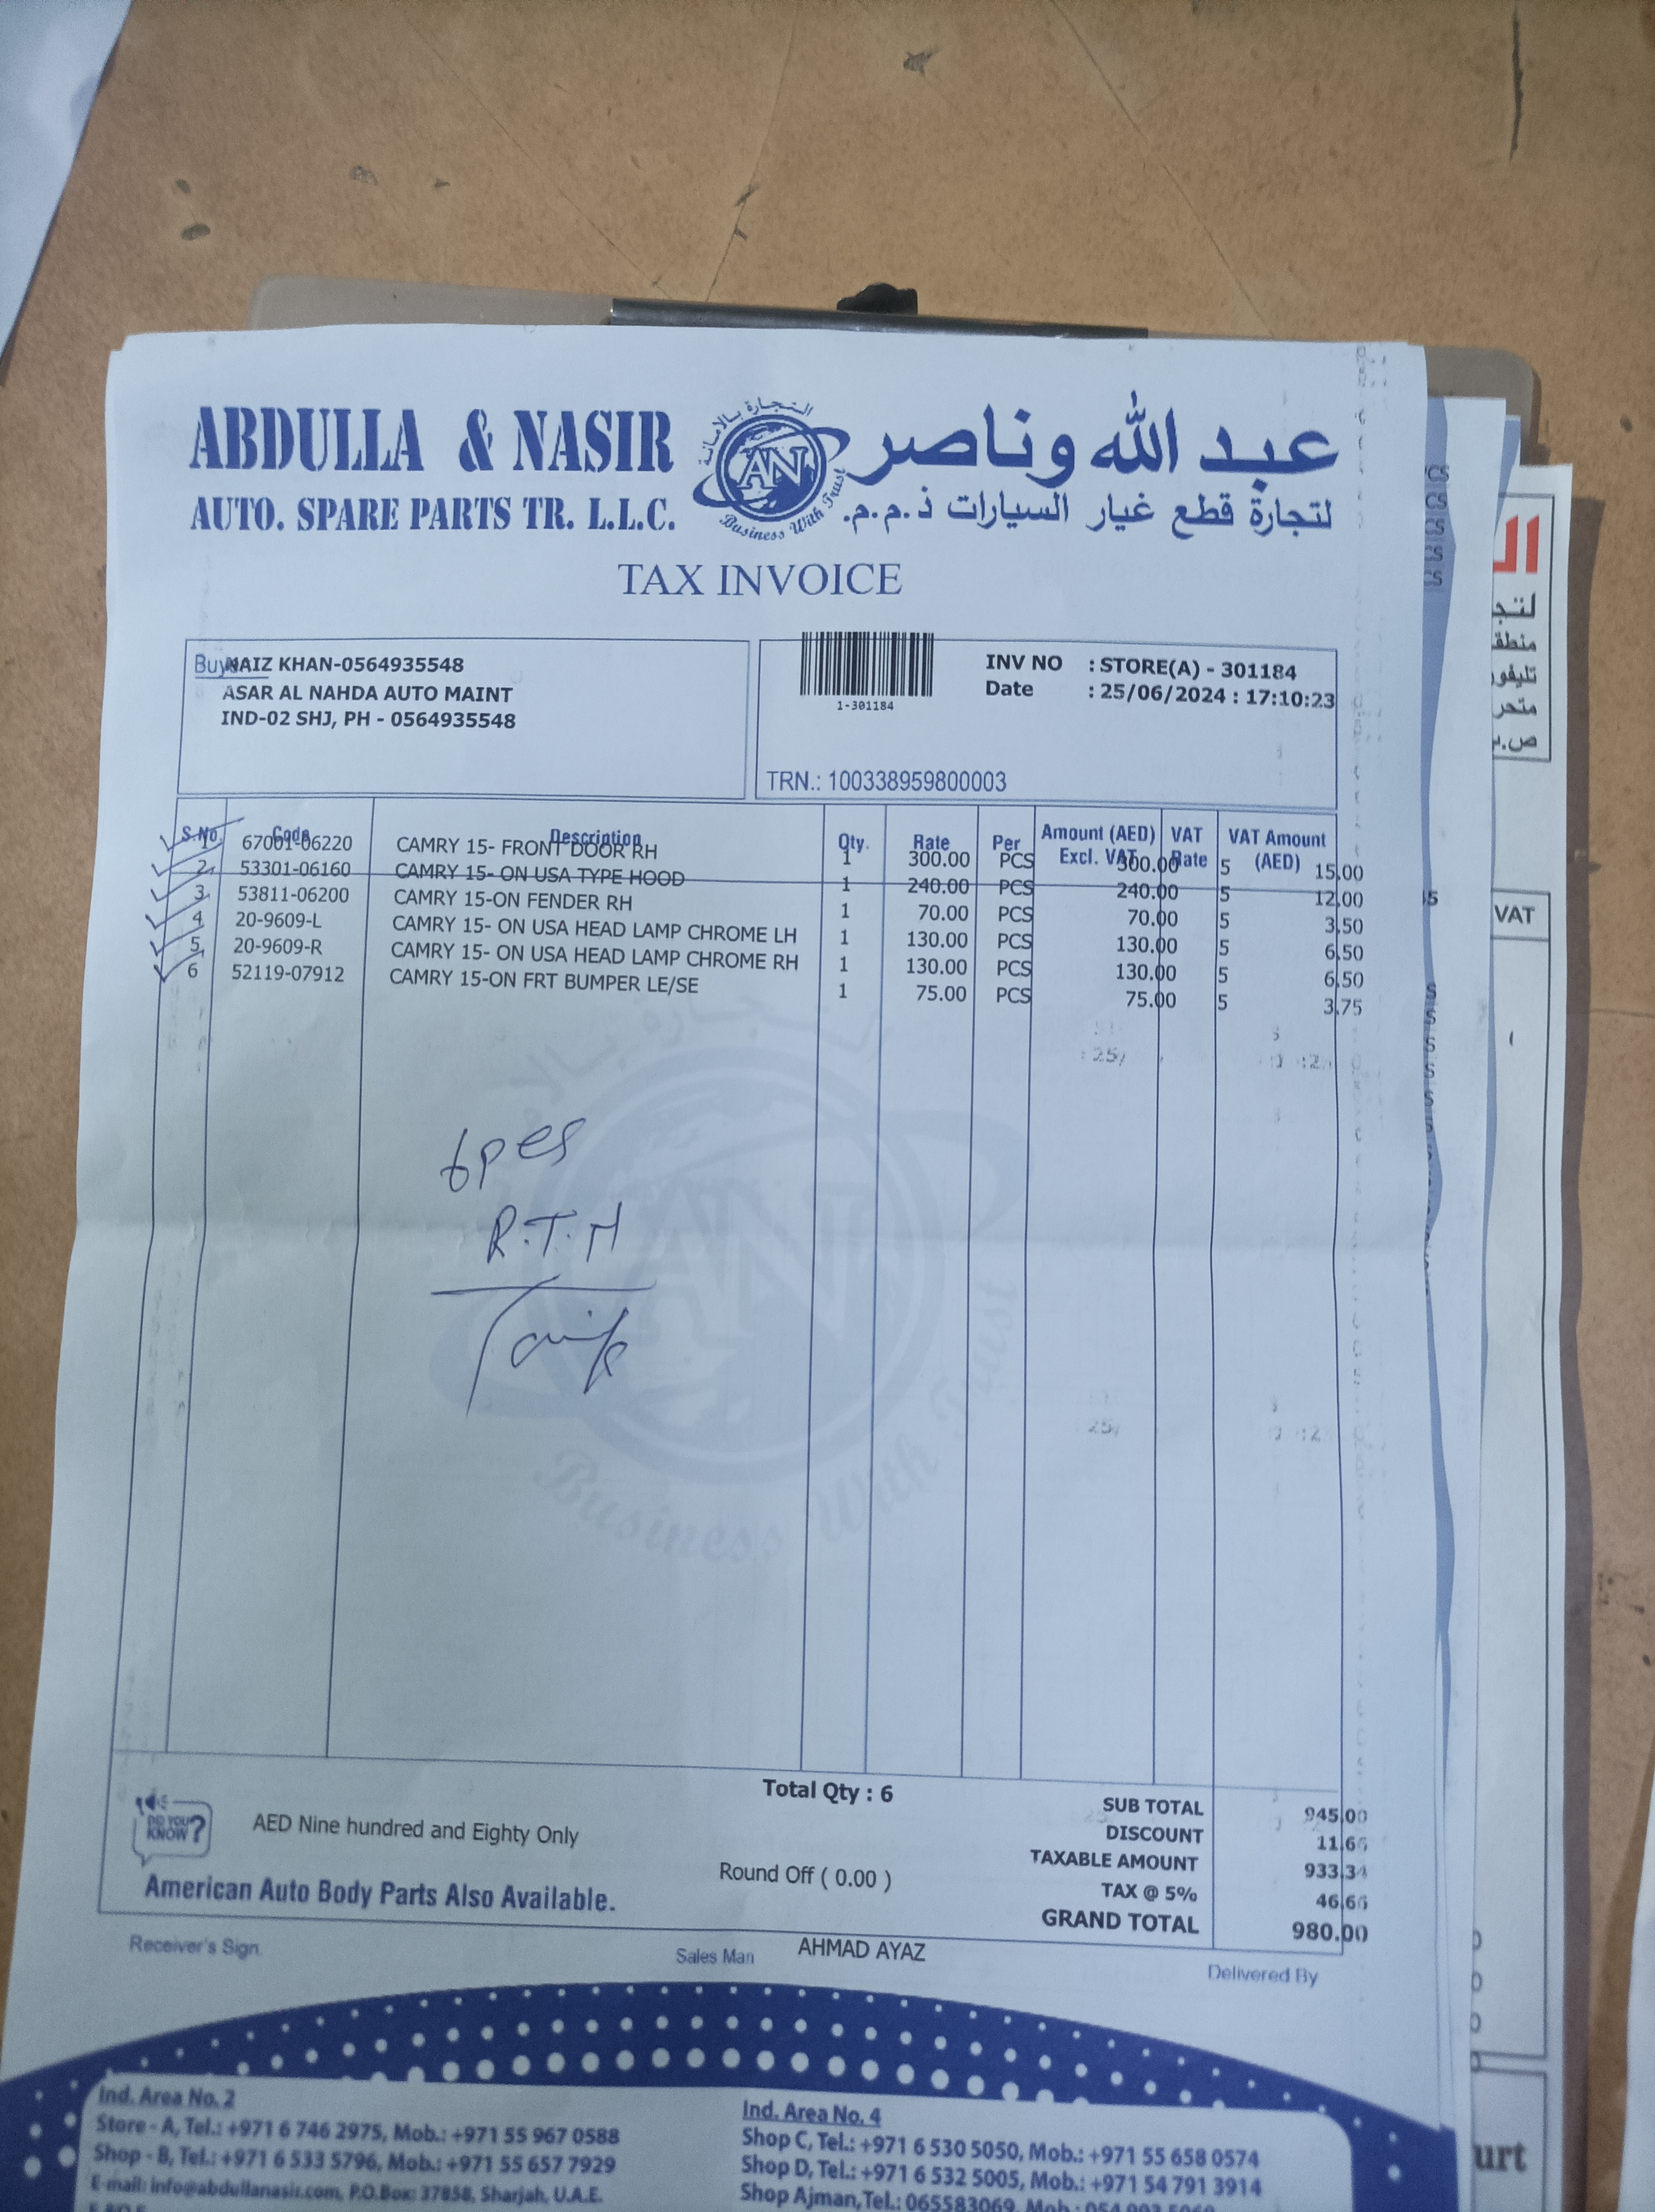 ABDULLA & NASIR
AUTO. SPARE PARTS TR. L.L.C.
التجارة بالامانة
AN
Business With Trust
عبد الله وناصر
لتجارة قطع غيار السيارات ذ.م.م.
TAX INVOICE
NAIZ KHAN-0564935548
ASAR AL NAHDA AUTO MAINT
IND-02 SHJ, PH - 0564935548
1-301184
INV NO : STORE(A) - 301184
Date : 25/06/2024 : 17:10:23
TRN.: 100338959800003
S.No. Code Description Qty. Rate Per Amount (AED) Excl. VAT VAT Rate VAT Amount (AED)
1 67001-06220 CAMRY 15- FRONT DOOR RH 1 300.00 PCS 300.00 5 15.00
2 53301-06160 CAMRY 15- ON USA TYPE HOOD 1 240.00 PCS 240.00 5 12.00
3 53811-06200 CAMRY 15-ON FENDER RH 1 70.00 PCS 70.00 5 3.50
4 20-9609-L CAMRY 15- ON USA HEAD LAMP CHROME LH 1 130.00 PCS 130.00 5 6.50
5 20-9609-R CAMRY 15- ON USA HEAD LAMP CHROME RH 1 130.00 PCS 130.00 5 6.50
6 52119-07912 CAMRY 15-ON FRT BUMPER LE/SE 1 75.00 PCS 75.00 5 3.75
6pes
R.T.H
Business With Trust
Total Qty : 6
DID YOU KNOW?
AED Nine hundred and Eighty Only
American Auto Body Parts Also Available.
Round Off ( 0.00 )
SUB TOTAL 945.00
DISCOUNT 11.66
TAXABLE AMOUNT 933.34
TAX @ 5% 46.66
GRAND TOTAL 980.00
Receiver's Sign.
Sales Man AHMAD AYAZ
Delivered By
Ind. Area No. 2
Store - A, Tel.: +971 6 746 2975, Mob.: +971 55 967 0588
Shop - B, Tel.: +971 6 533 5796, Mob.: +971 55 657 7929
E-mail: info@abdullanasir.com, P.O.Box: 37858, Sharjah, U.A.E.
Ind. Area No. 4
Shop C, Tel.: +971 6 530 5050, Mob.: +971 55 658 0574
Shop D, Tel.: +971 6 532 5005, Mob.: +971 54 791 3914
Shop Ajman, Tel.: 065583069, Mob.:
VAT